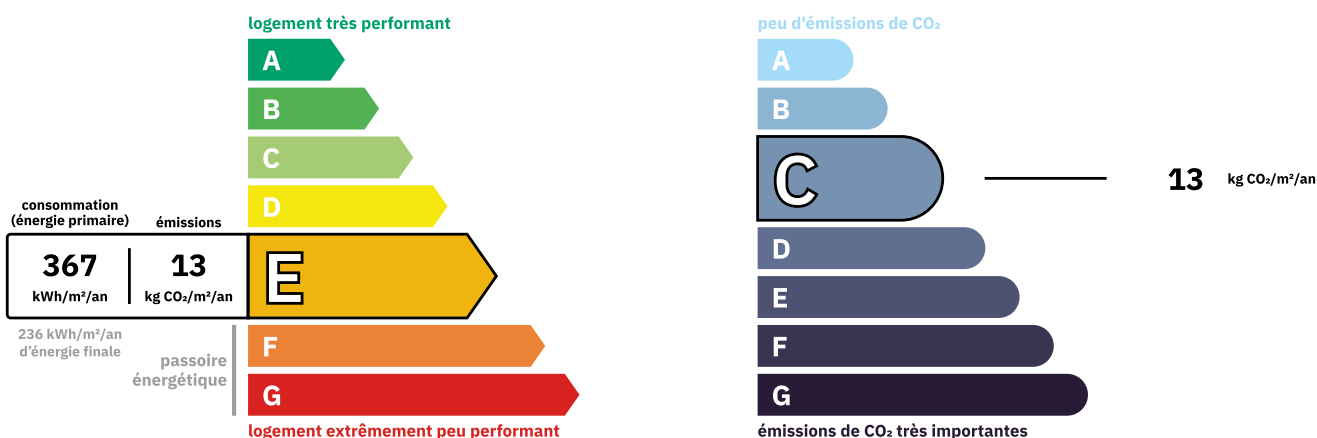 logement très performant
A
B
C
D
consommation
(énergie primaire)
émissions
367
kWh/m²/an
13
kg CO₂/m²/an
E
236 kWh/m²/an
d'énergie finale
passoire
énergétique
F
G
logement extrêmement peu performant
peu d'émissions de CO₂
A
B
C
13 kg CO₂/m²/an
D
E
F
G
émissions de CO₂ très importantes